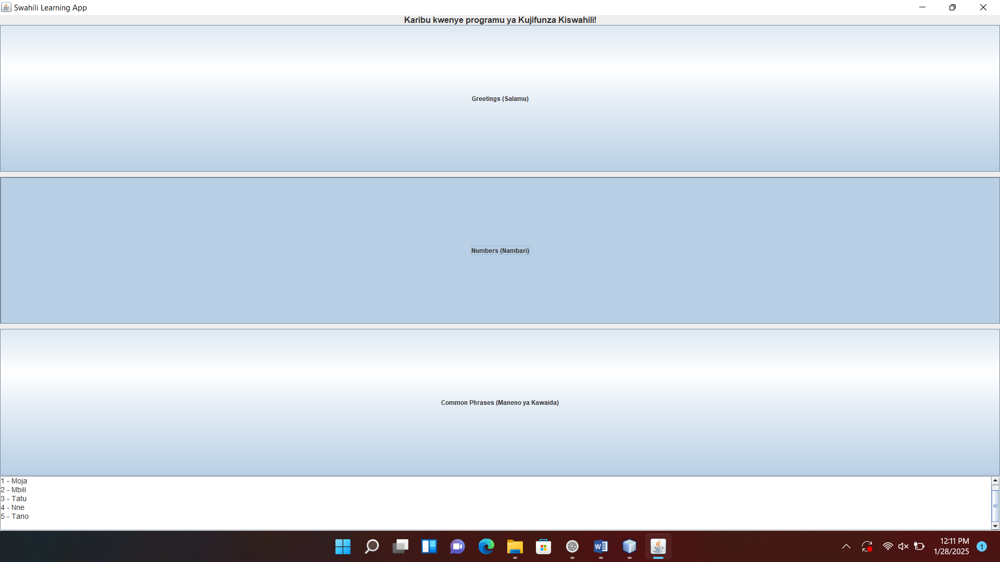 Swahili Learning App
Karibu kwenye programu ya Kujifunza Kiswahili!
Greetings (Salamu)
Numbers (Nambari)
Common Phrases (Maneno ya Kawaida)
1 - Moja
2 - Mbili
3 - Tatu
4 - Nne
5 - Tano
W
12:11 PM
1/28/2025
1